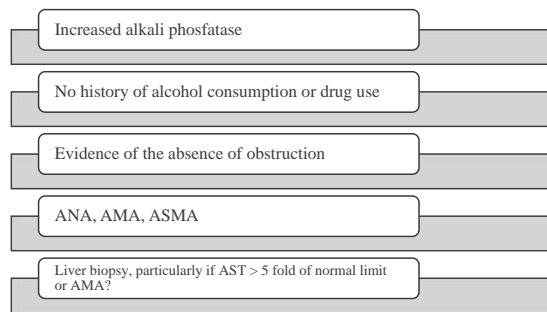 Increased alkali phosfatase
No history of alcohol consumption or drug use
Evidence of the absence of obstruction
ANA, AMA, ASMA
Liver biopsy, particularly if AST > 5 fold of normal limit
or AMA?